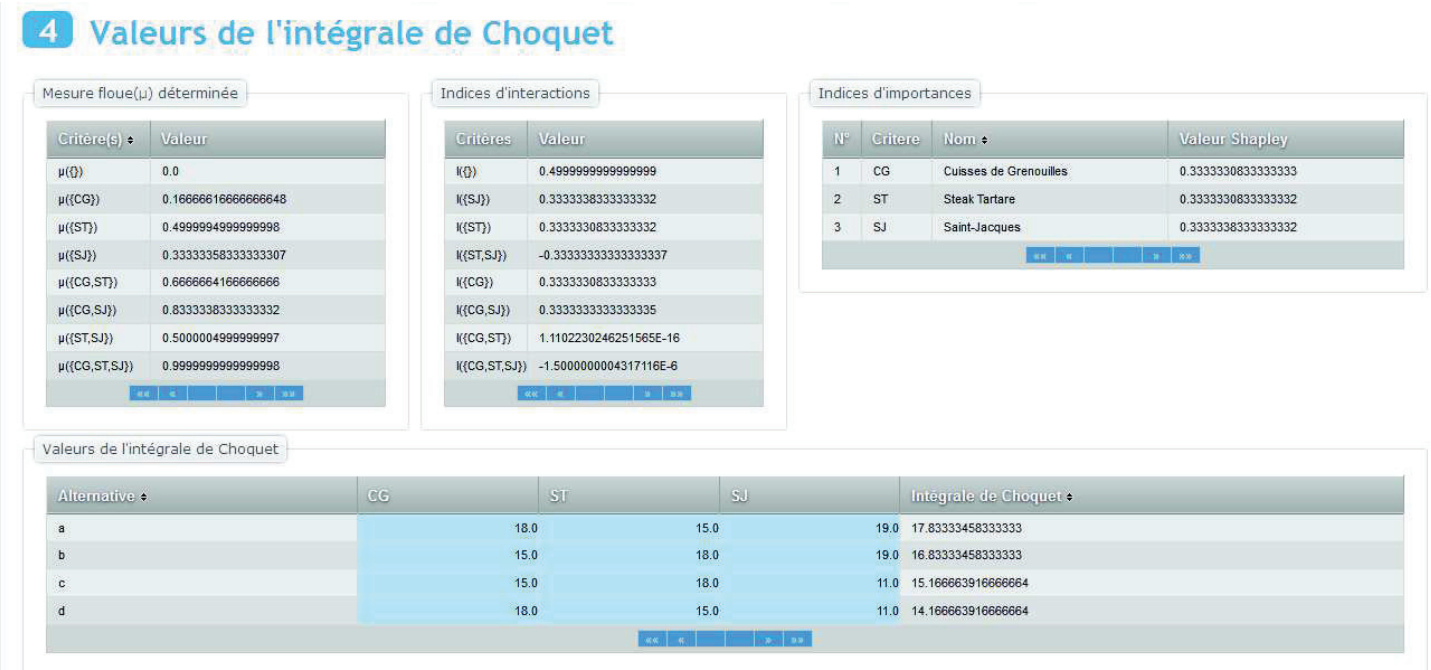 4 Valeurs de l'intégrale de Choquet
Mesure floue(µ) déterminée
Critère(s) Valeur
µ({}) 0.0
µ({CG}) 0.16666616666666648
µ({ST}) 0.4999994999999998
µ({SJ}) 0.33333358333333307
µ({CG,ST}) 0.6666664166666666
µ({CG,SJ}) 0.8333338333333332
µ({ST,SJ}) 0.5000004999999997
µ({CG,ST,SJ}) 0.9999999999999998
«« « » »»
Indices d'interactions
Critères Valeur
I({}) 0.4999999999999999
I({SJ}) 0.3333338333333332
I({ST}) 0.3333330833333332
I({ST,SJ}) -0.33333333333333337
I({CG}) 0.3333330833333333
I({CG,SJ}) 0.3333333333333335
I({CG,ST}) 1.1102230246251565E-16
I({CG,ST,SJ}) -1.5000000004317116E-6
«« « » »»
Indices d'importances
N° Critere Nom Valeur Shapley
1 CG Cuisses de Grenouilles 0.3333330833333333
2 ST Steak Tartare 0.3333330833333332
3 SJ Saint-Jacques 0.3333338333333332
«« « » »»
Valeurs de l'intégrale de Choquet
Alternative CG ST SJ Intégrale de Choquet
a 18.0 15.0 19.0 17.83333458333333
b 15.0 18.0 19.0 16.83333458333333
c 15.0 18.0 11.0 15.166663916666664
d 18.0 15.0 11.0 14.166663916666664
«« « » »»